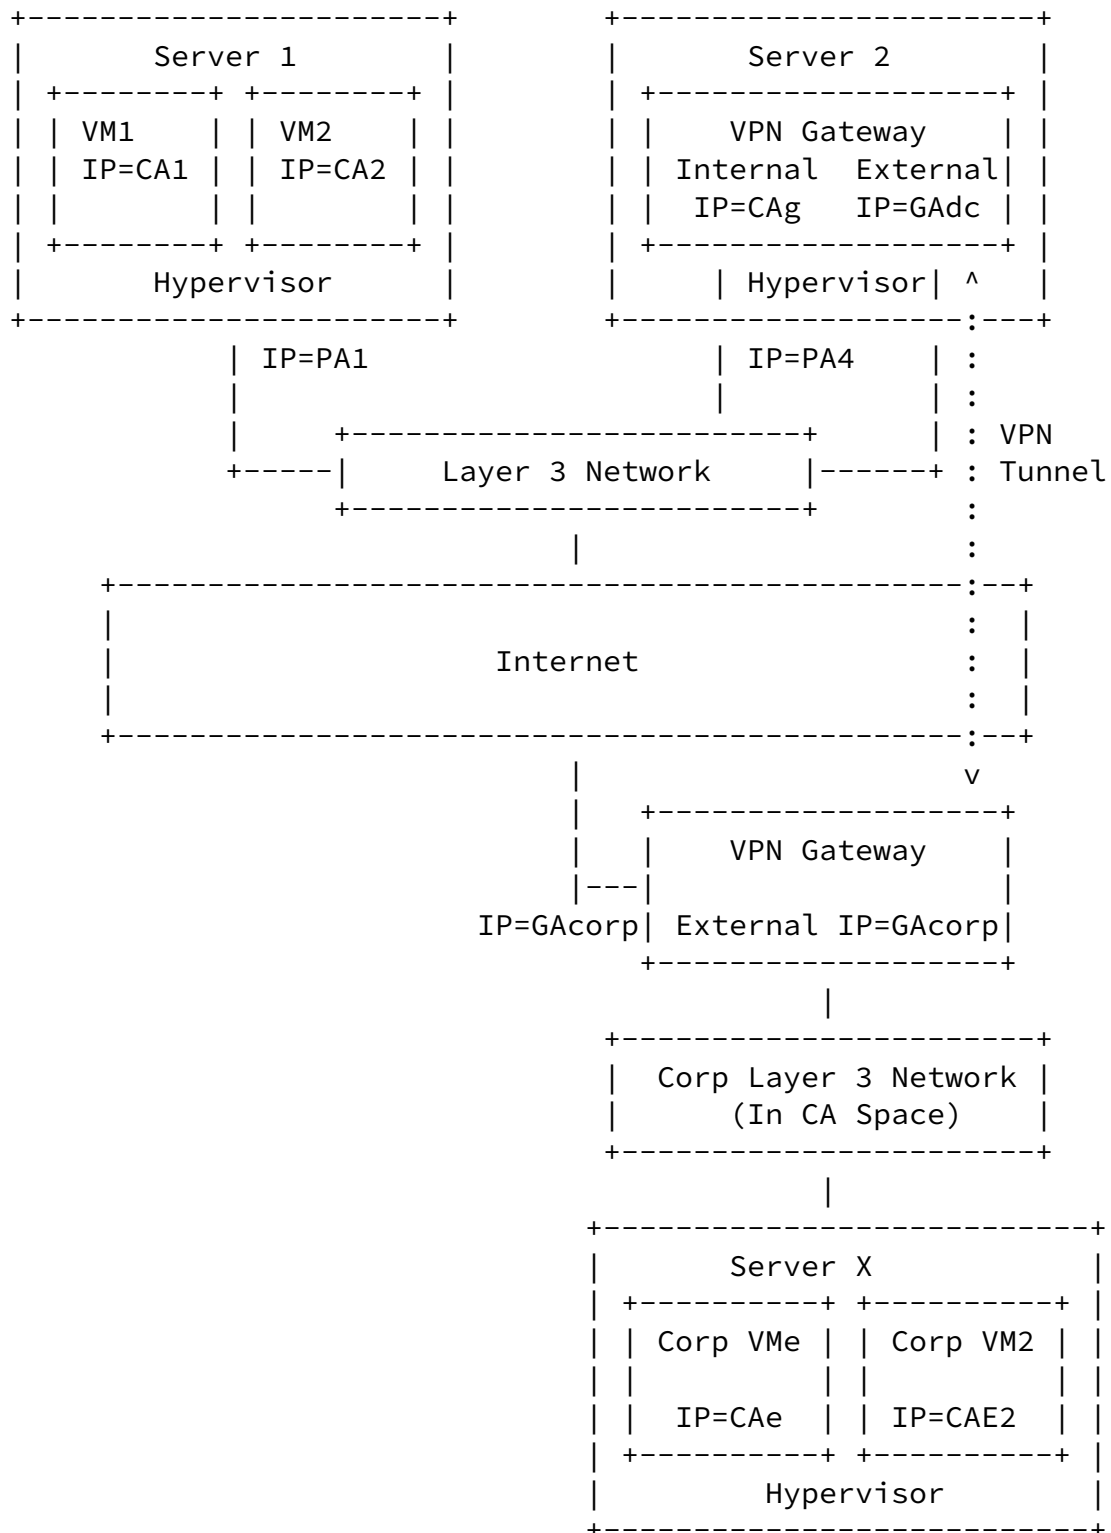 Server 1 Server 2
VM1 VM2 VPN Gateway
IP=CA1 IP=CA2 Internal External
IP=CAg IP=GAdc
Hypervisor Hypervisor
IP=PA1 IP=PA4
VPN
Layer 3 Network Tunnel
Internet
VPN Gateway
IP=GAcorp External IP=GAcorp
Corp Layer 3 Network
(In CA Space)
Server X
Corp VMe Corp VM2
IP=CAe IP=CAE2
Hypervisor